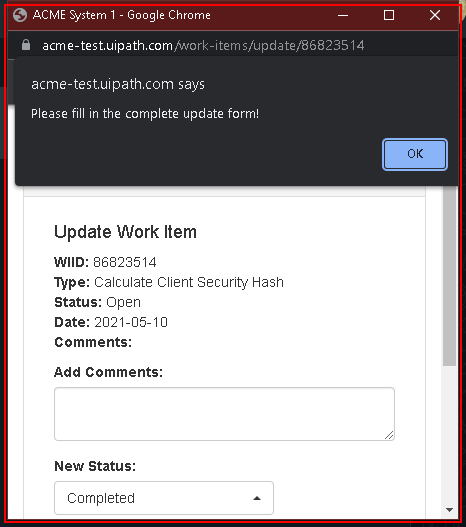 ACME System 1 - Google Chrome
acme-test.uipath.com/work-items/update/86823514
acme-test.uipath.com says
Please fill in the complete update form!
OK
Update Work Item
WIID: 86823514
Type: Calculate Client Security Hash
Status: Open
Date: 2021-05-10
Comments:
Add Comments:
New Status:
Completed